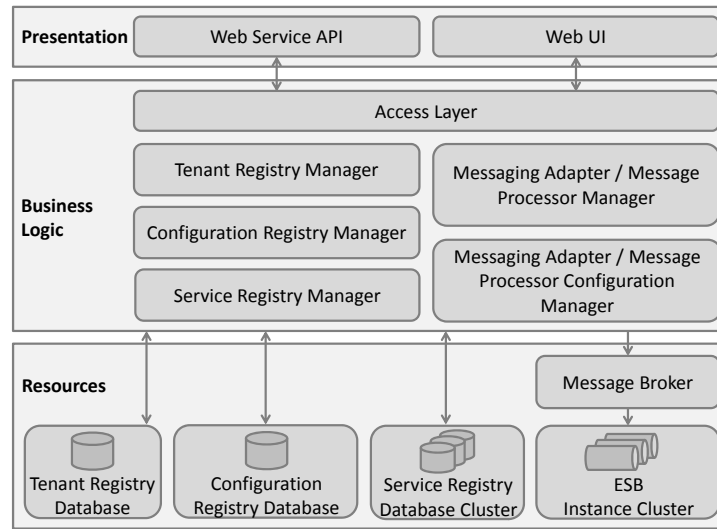 Presentation
Web Service API
Web UI
Access Layer
Business
Logic
Tenant Registry Manager
Configuration Registry Manager
Service Registry Manager
Messaging Adapter / Message
Processor Manager
Messaging Adapter / Message
Processor Configuration
Manager
Resources
Message Broker
Tenant Registry
Database
Configuration
Registry Database
Service Registry
Database Cluster
ESB
Instance Cluster